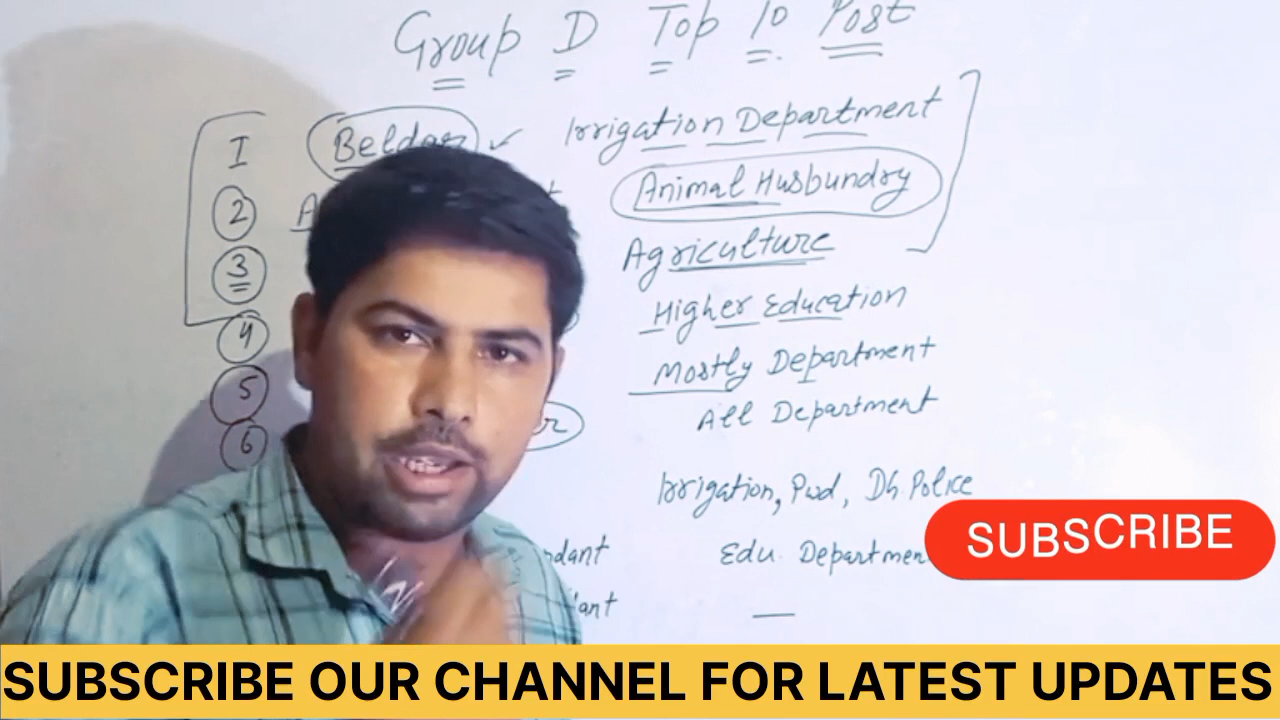 Group D Top 10 Post
1 Beldar ✓ Irrigation Department
2 Animal Husbundry
3 Agriculture
4 Higher Education
5 Mostly Department
6 All Department
Irrigation, Pwd, Dh. Police
Edu. Department
SUBSCRIBE
SUBSCRIBE OUR CHANNEL FOR LATEST UPDATES